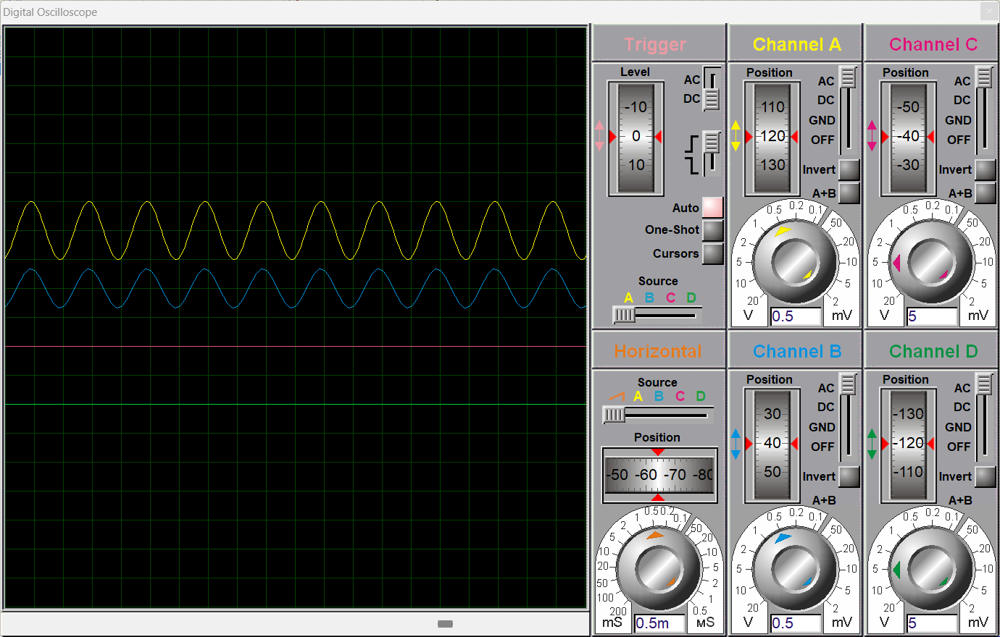 Digital Oscilloscope
Trigger
Level
-10
0
10
AC
DC
Auto
One-Shot
Cursors
Source
A B C D
Channel A
Position
110
120
130
AC
DC
GND
OFF
Invert
A+B
20 10 5 2 1 0.5 0.2 0.1 50 20 10 5 2
V 0.5 mV
Channel C
Position
-50
-40
-30
AC
DC
GND
OFF
Invert
A+B
20 10 5 2 1 0.5 0.2 0.1 50 20 10 5 2
V 5 mV
Horizontal
Source
A B C D
Position
-50 -60 -70 -80
200 100 50 20 10 5 2 1 0.5 0.2 0.1 50 20 10 5 2 1 0.5
mS 0.5m мS
Channel B
Position
30
40
50
AC
DC
GND
OFF
Invert
A+B
20 10 5 2 1 0.5 0.2 0.1 50 20 10 5 2
V 0.5 mV
Channel D
Position
-130
-120
-110
AC
DC
GND
OFF
Invert
A+B
20 10 5 2 1 0.5 0.2 0.1 50 20 10 5 2
V 5 mV